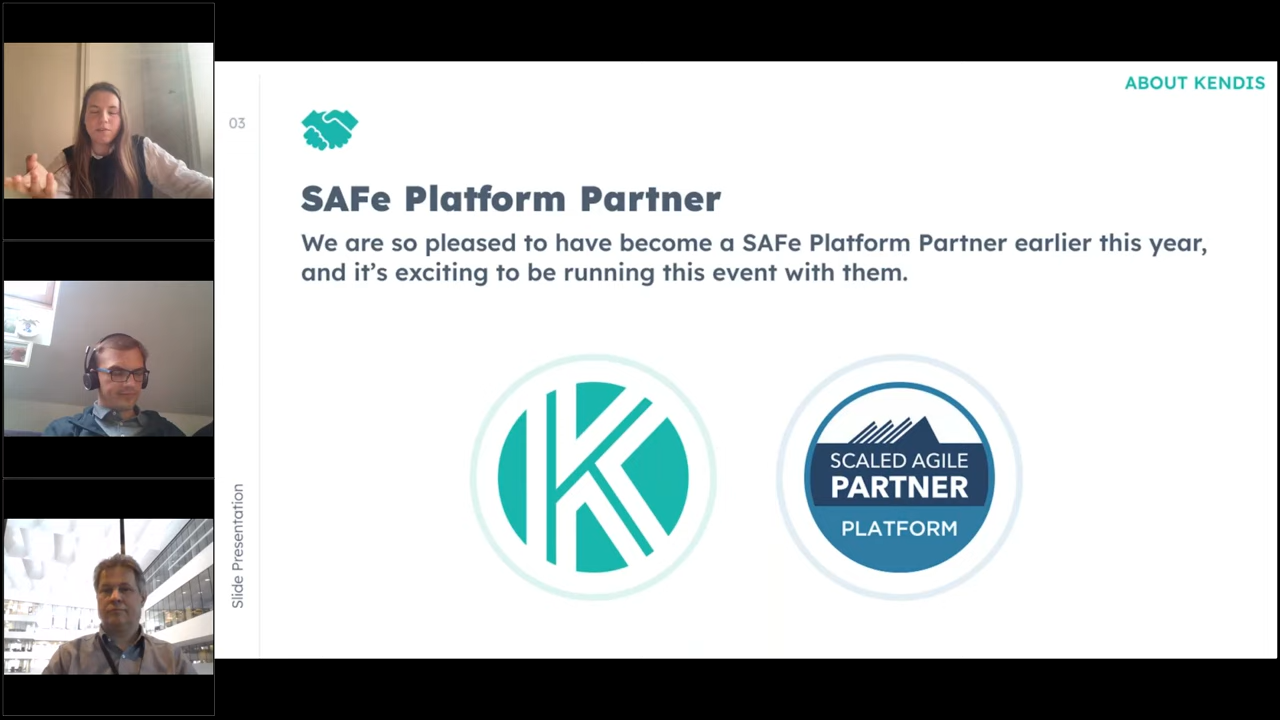 ABOUT KENDIS
03
SAFe Platform Partner
We are so pleased to have become a SAFe Platform Partner earlier this year,
and it's exciting to be running this event with them.
SCALED AGILE
PARTNER
PLATFORM
Slide Presentation